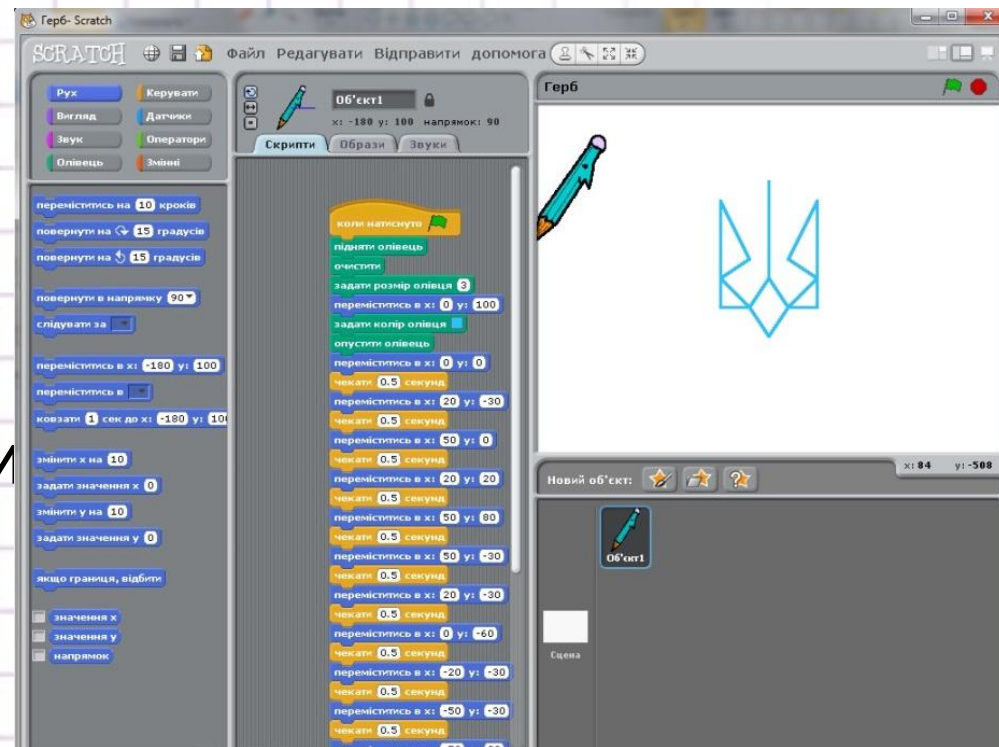 Герб- Scratch
SCRATCH Файл Редагувати Відправити допомога
Рух Керувати
Вигляд Датчики
Звук Оператори
Олівець Змінні
переміститись на 10 кроків
повернути на 15 градусів
повернути на 15 градусів
повернути в напрямку 90
слідувати за
переміститись в x: -180 y: 100
переміститись в
ковзати 1 сек до x: -180 y: 100
змінити x на 10
задати значення x 0
змінити y на 10
задати значення y 0
якщо границя, відбити
значення x
значення y
напрямок
Об'єкт1
x: -180 y: 100 напрямок: 90
Скрипти Образи Звуки
коли натиснуто
підняти олівець
очистити
задати розмір олівця 3
переміститись в x: 0 y: 100
задати колір олівця
опустити олівець
переміститись в x: 0 y: 0
чекати 0.5 секунд
переміститись в x: 20 y: -30
чекати 0.5 секунд
переміститись в x: 50 y: 0
чекати 0.5 секунд
переміститись в x: 20 y: 20
чекати 0.5 секунд
переміститись в x: 50 y: 80
чекати 0.5 секунд
переміститись в x: 50 y: -30
чекати 0.5 секунд
переміститись в x: 20 y: -30
чекати 0.5 секунд
переміститись в x: 0 y: -60
чекати 0.5 секунд
переміститись в x: -20 y: -30
чекати 0.5 секунд
переміститись в x: -50 y: -30
чекати 0.5 секунд
Герб
x: 84 y: -508
Новий об'єкт:
Об'єкт1
Сцена